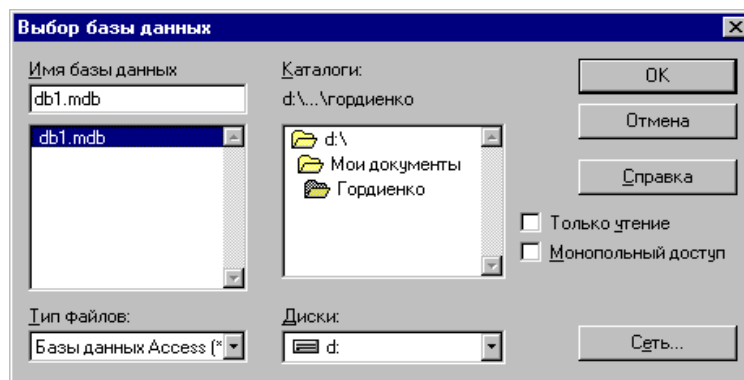 Выбор базы данных
Имя базы данных
db1.mdb
db1.mdb
Тип файлов:
Базы данных Access (*
Каталоги:
d:\...\гордиенко
d:\
Мои документы
Гордиенко
Диски:
d:
OK
Отмена
Справка
Только чтение
Монопольный доступ
Сеть...